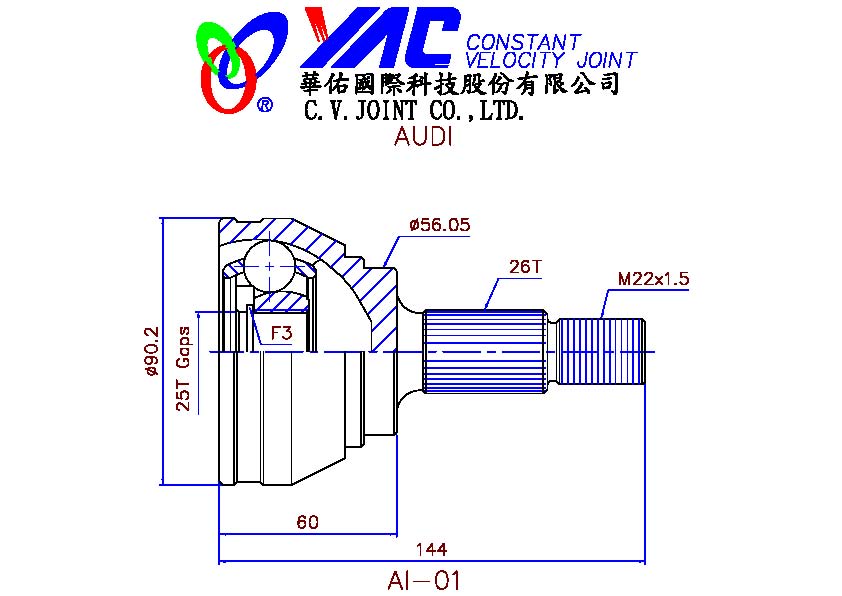 YAC CONSTANT
VELOCITY JOINT
®
華佑國際科技股份有限公司
C.V.JOINT CO.,LTD.
AUDI
ø56.05
26T
M22x1.5
F3
ø90.2
25T Gaps
60
144
AI-01